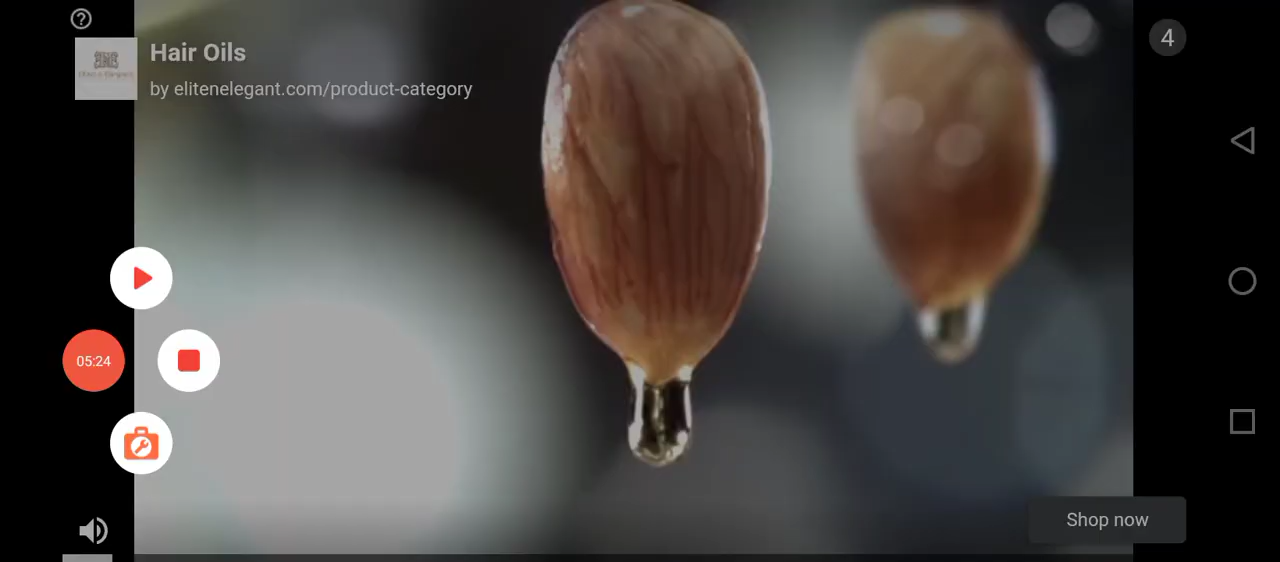 Hair Oils
by elitenelegant.com/product-category
4
05:24
Shop now